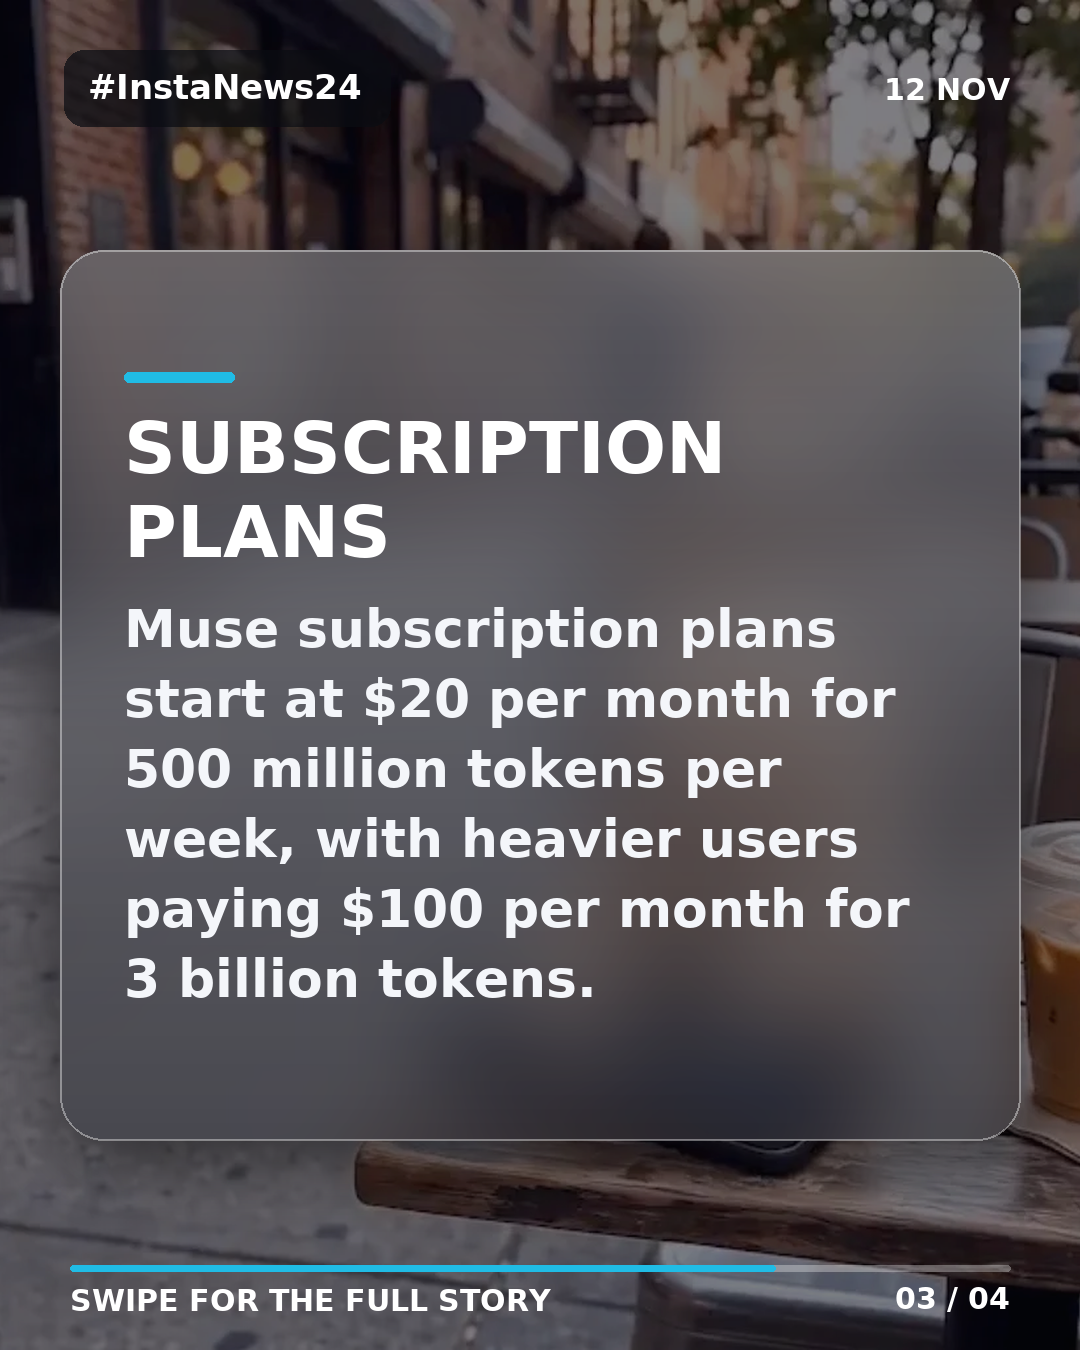 #InstaNews24
12 NOV
SUBSCRIPTION
PLANS
Muse subscription plans
start at $20 per month for
500 million tokens per
week, with heavier users
paying $100 per month for
3 billion tokens.
SWIPE FOR THE FULL STORY
03 / 04